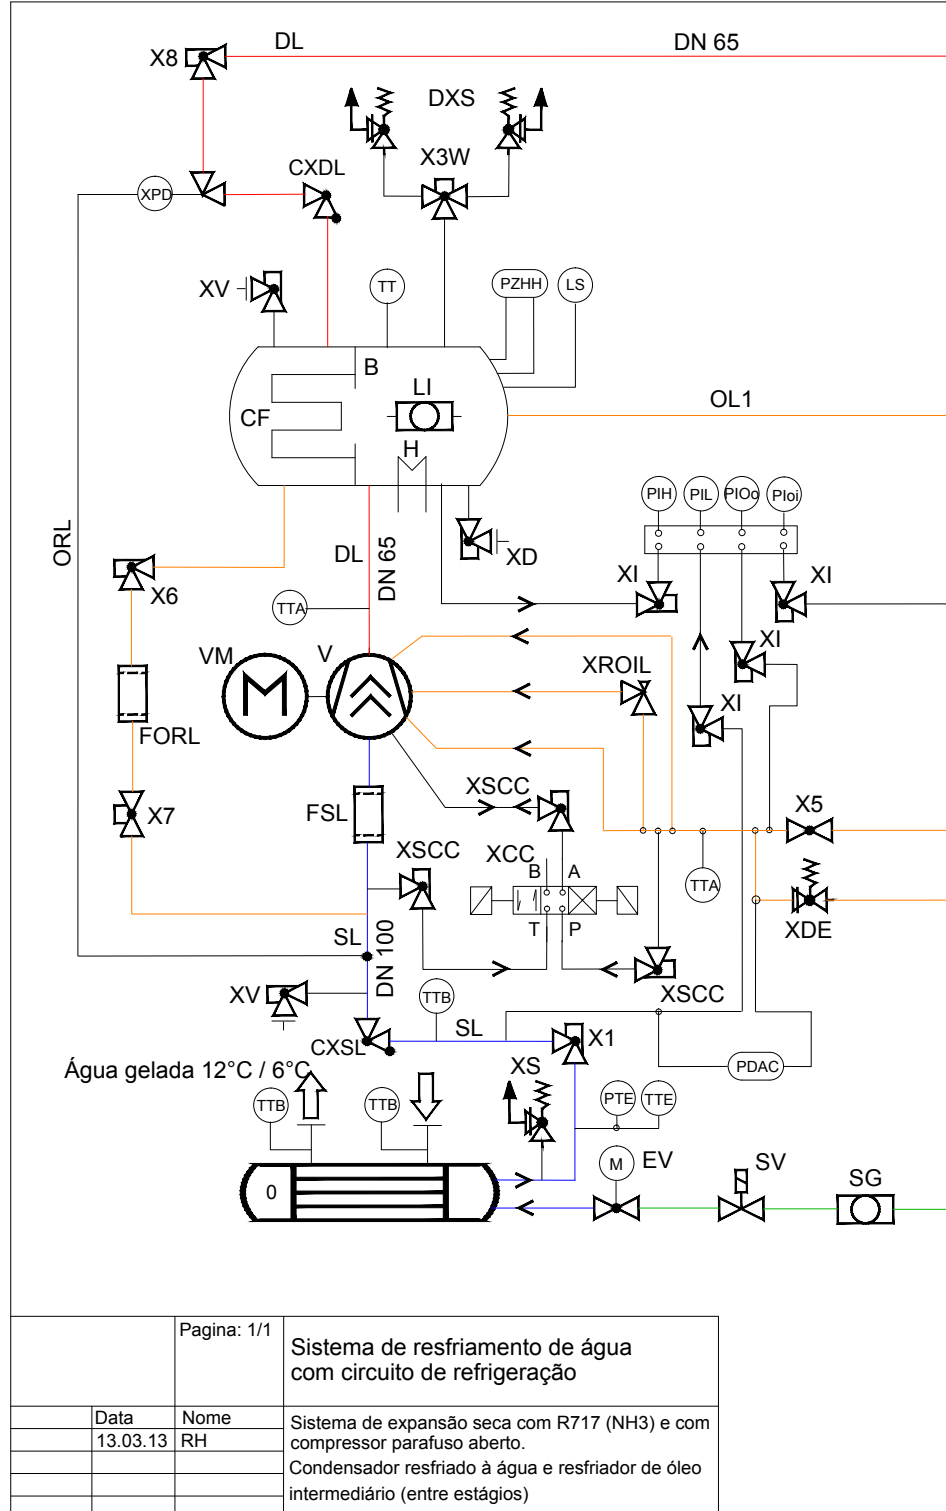 DL
DN 65
X8
DXS
X3W
CXDL
XPD
XV
TT
PZHH
LS
B
LI
CF
H
OL1
PIH
PIL
PIOo
PIoi
ORL
DL
DN 65
XD
X6
XI
XI
TTA
VM
V
XI
XROIL
XI
FORL
XSCC
FSL
X7
X5
XSCC
XCC
B
A
TTA
T
P
XDE
SL
DN 100
XSCC
XV
TTB
SL
X1
CXSL
PDAC
Água gelada 12°C / 6°C
XS
TTB
TTB
PTE
TTE
M
EV
SV
SG
0
Pagina: 1/1
Sistema de resfriamento de água
com circuito de refrigeração
Data
Nome
13.03.13
RH
Sistema de expansão seca com R717 (NH3) e com
compressor parafuso aberto.
Condensador resfriado à água e resfriador de óleo
intermediário (entre estágios)